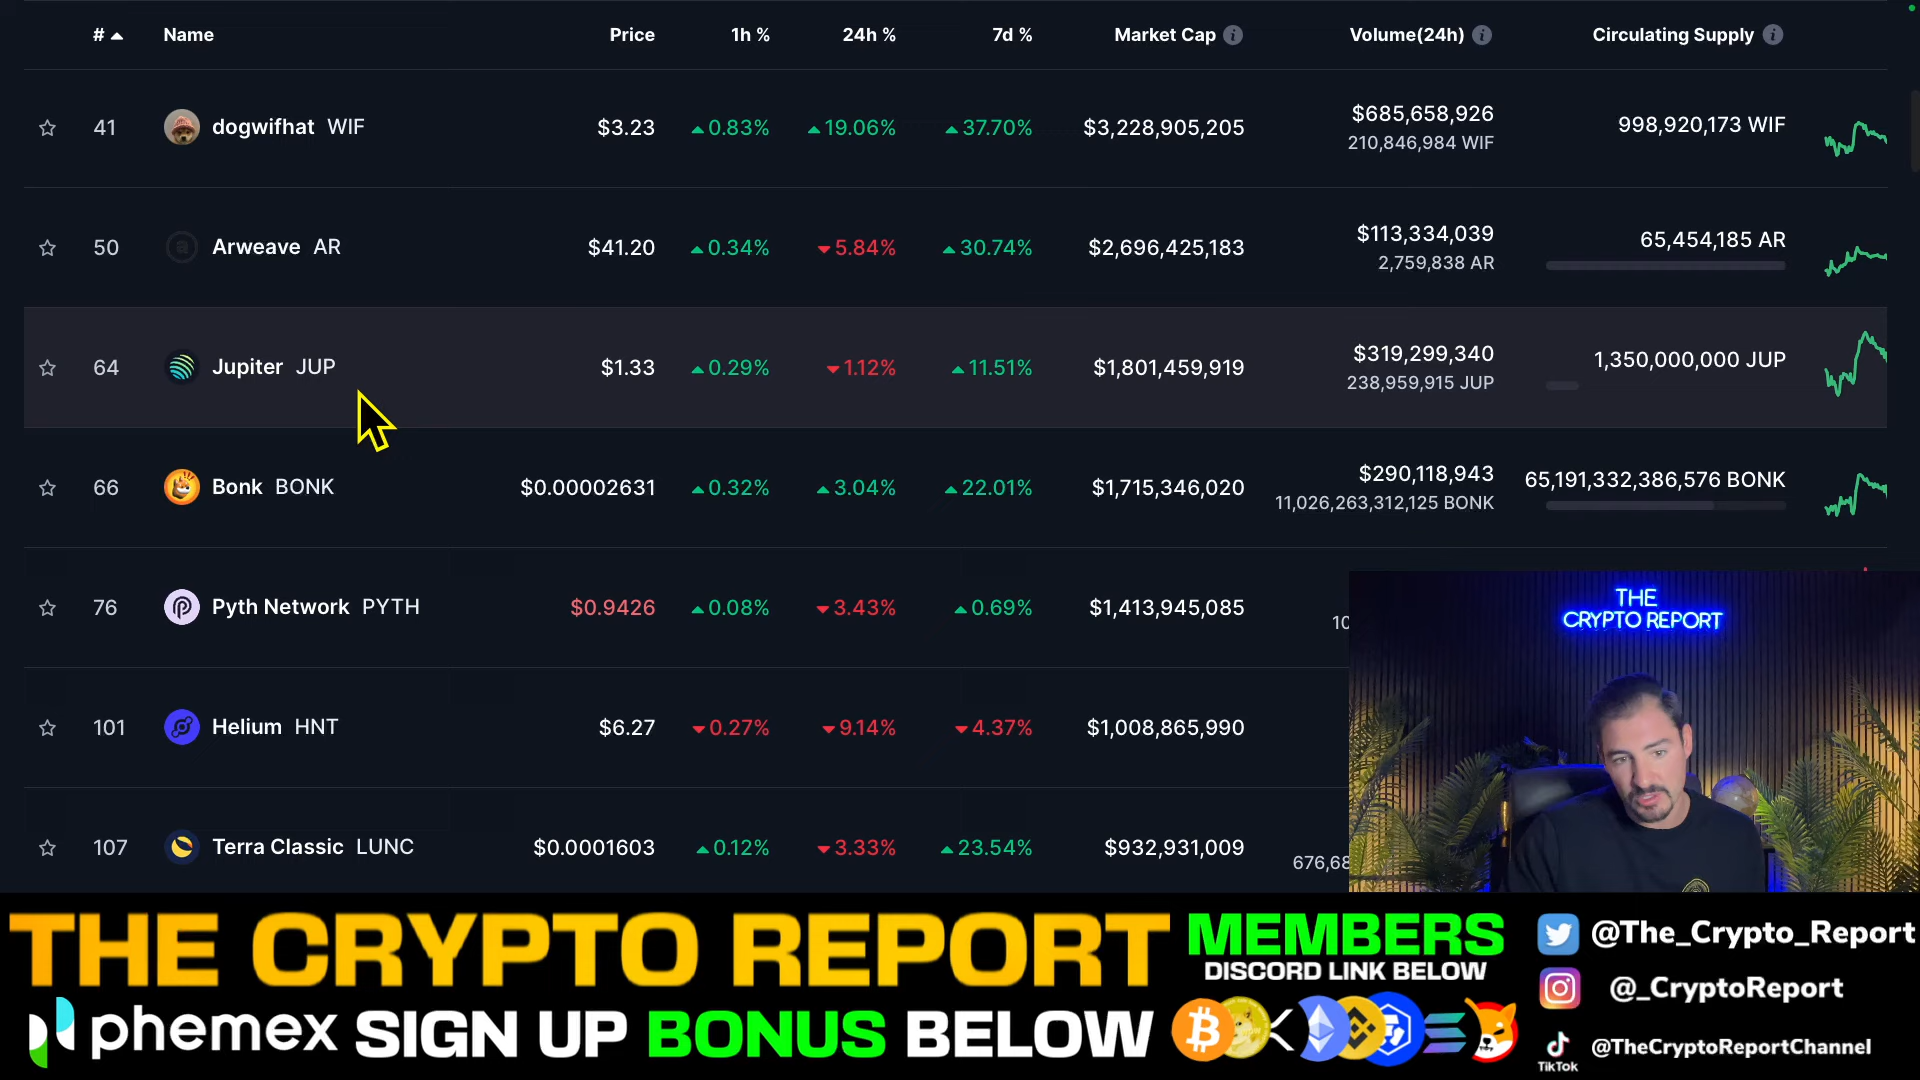 # Name Price 1h % 24h % 7d % Market Cap Volume(24h) Circulating Supply
41 dogwifhat WIF $3.23 0.83% 19.06% 37.70% $3,228,905,205 $685,658,926 998,920,173 WIF
210,846,984 WIF
50 Arweave AR $41.20 0.34% 5.84% 30.74% $2,696,425,183 $113,334,039 65,454,185 AR
2,759,838 AR
64 Jupiter JUP $1.33 0.29% 1.12% 11.51% $1,801,459,919 $319,299,340 1,350,000,000 JUP
238,959,915 JUP
66 Bonk BONK $0.00002631 0.32% 3.04% 22.01% $1,715,346,020 $290,118,943 65,191,332,386,576 BONK
11,026,263,312,125 BONK
76 Pyth Network PYTH $0.9426 0.08% 3.43% 0.69% $1,413,945,085
10
101 Helium HNT $6.27 0.27% 9.14% 4.37% $1,008,865,990
107 Terra Classic LUNC $0.0001603 0.12% 3.33% 23.54% $932,931,009
676,68
THE
CRYPTO REPORT
THE CRYPTO REPORT
MEMBERS
DISCORD LINK BELOW
phemex SIGN UP BONUS BELOW
@The_Crypto_Report
@_CryptoReport
TikTok
@TheCryptoReportChannel